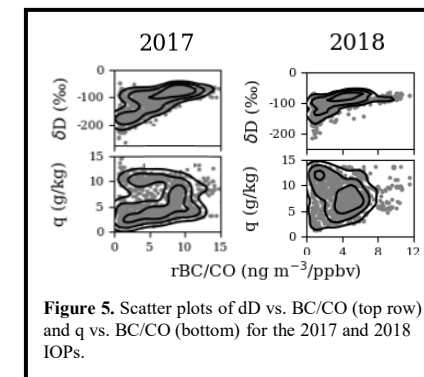 2017 2018
0 0
-100 -100
-200 -200
δD (‰) δD (‰)
15 15
10 10
5 5
0 0
q (g/kg) q (g/kg)
0 5 10 15 0 4 8 12
rBC/CO (ng m⁻³/ppbv)
Figure 5. Scatter plots of dD vs. BC/CO (top row)
and q vs. BC/CO (bottom) for the 2017 and 2018
IOPs.